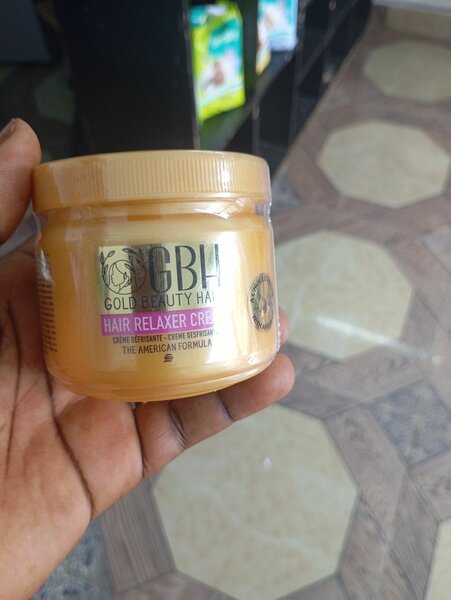 GBH
GOLD BEAUTY HAI
HAIR RELAXER CRE
CRÈME DÉFRISANTE - CREME DESFRISAN
THE AMERICAN FORMULA